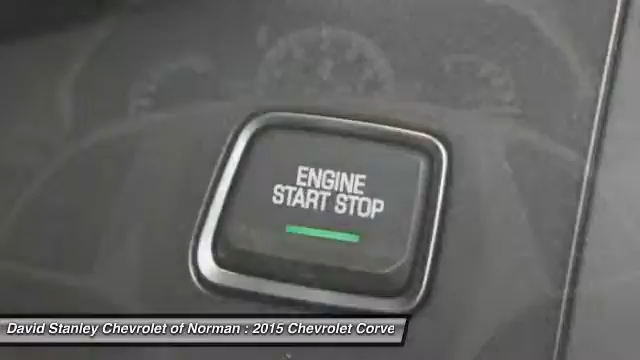 ENGINE
START STOP
David Stanley Chevrolet of Norman : 2015 Chevrolet Corve